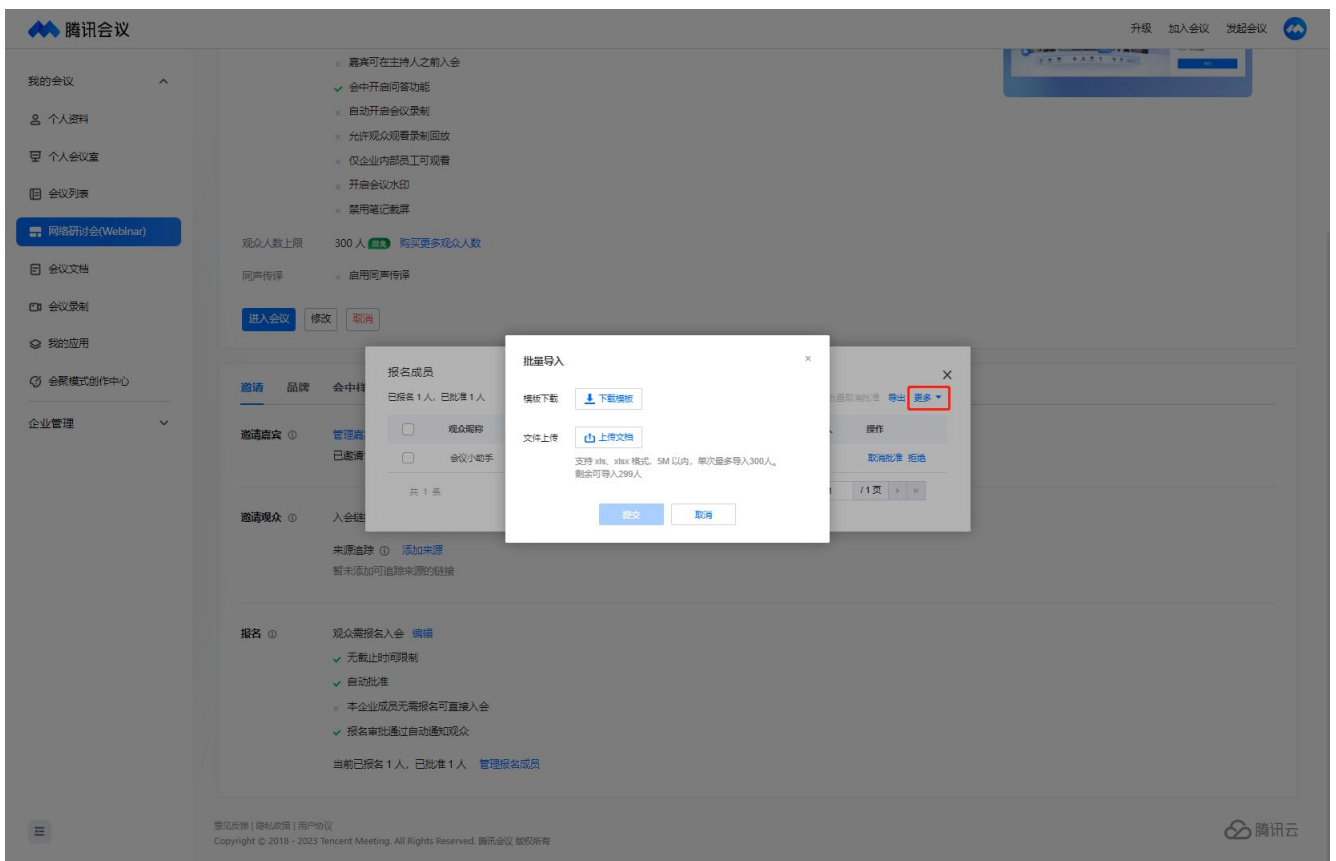 腾讯会议
升级 加入会议 发起会议
我的会议
个人资料
个人会议室
会议列表
网络研讨会(Webinar)
会议文档
会议录制
我的应用
会聚模式创作中心
企业管理
嘉宾可在主持人之前入会
会中开启问答功能
自动开启会议录制
允许观众观看录制回放
仅企业内部员工可观看
开启会议水印
禁用笔记截屏
观众人数上限 300 人 限免 购买更多观众人数
同声传译 启用同声传译
进入会议 修改 取消
邀请 品牌 会中样
邀请嘉宾 管理嘉
已邀请
邀请观众 入会链
来源追踪 添加来源
暂未添加可追踪来源的链接
报名成员
已报名 1 人，已批准 1 人
批量取消批准 导出 更多
观众昵称 操作
会议小助手 取消批准 拒绝
共 1 条 / 1 页
批量导入
模板下载 下载模板
文件上传 上传文档
支持 xls、xlsx 格式，5M 以内，单次最多导入300人。
剩余可导入299人
提交 取消
报名 观众需报名入会 编辑
无截止时间限制
自动批准
本企业成员无需报名可直接入会
报名审批通过自动通知观众
当前已报名 1 人，已批准 1 人 管理报名成员
意见反馈 | 隐私政策 | 用户协议
Copyright © 2018 - 2023 Tencent Meeting. All Rights Reserved. 腾讯会议 版权所有
腾讯云